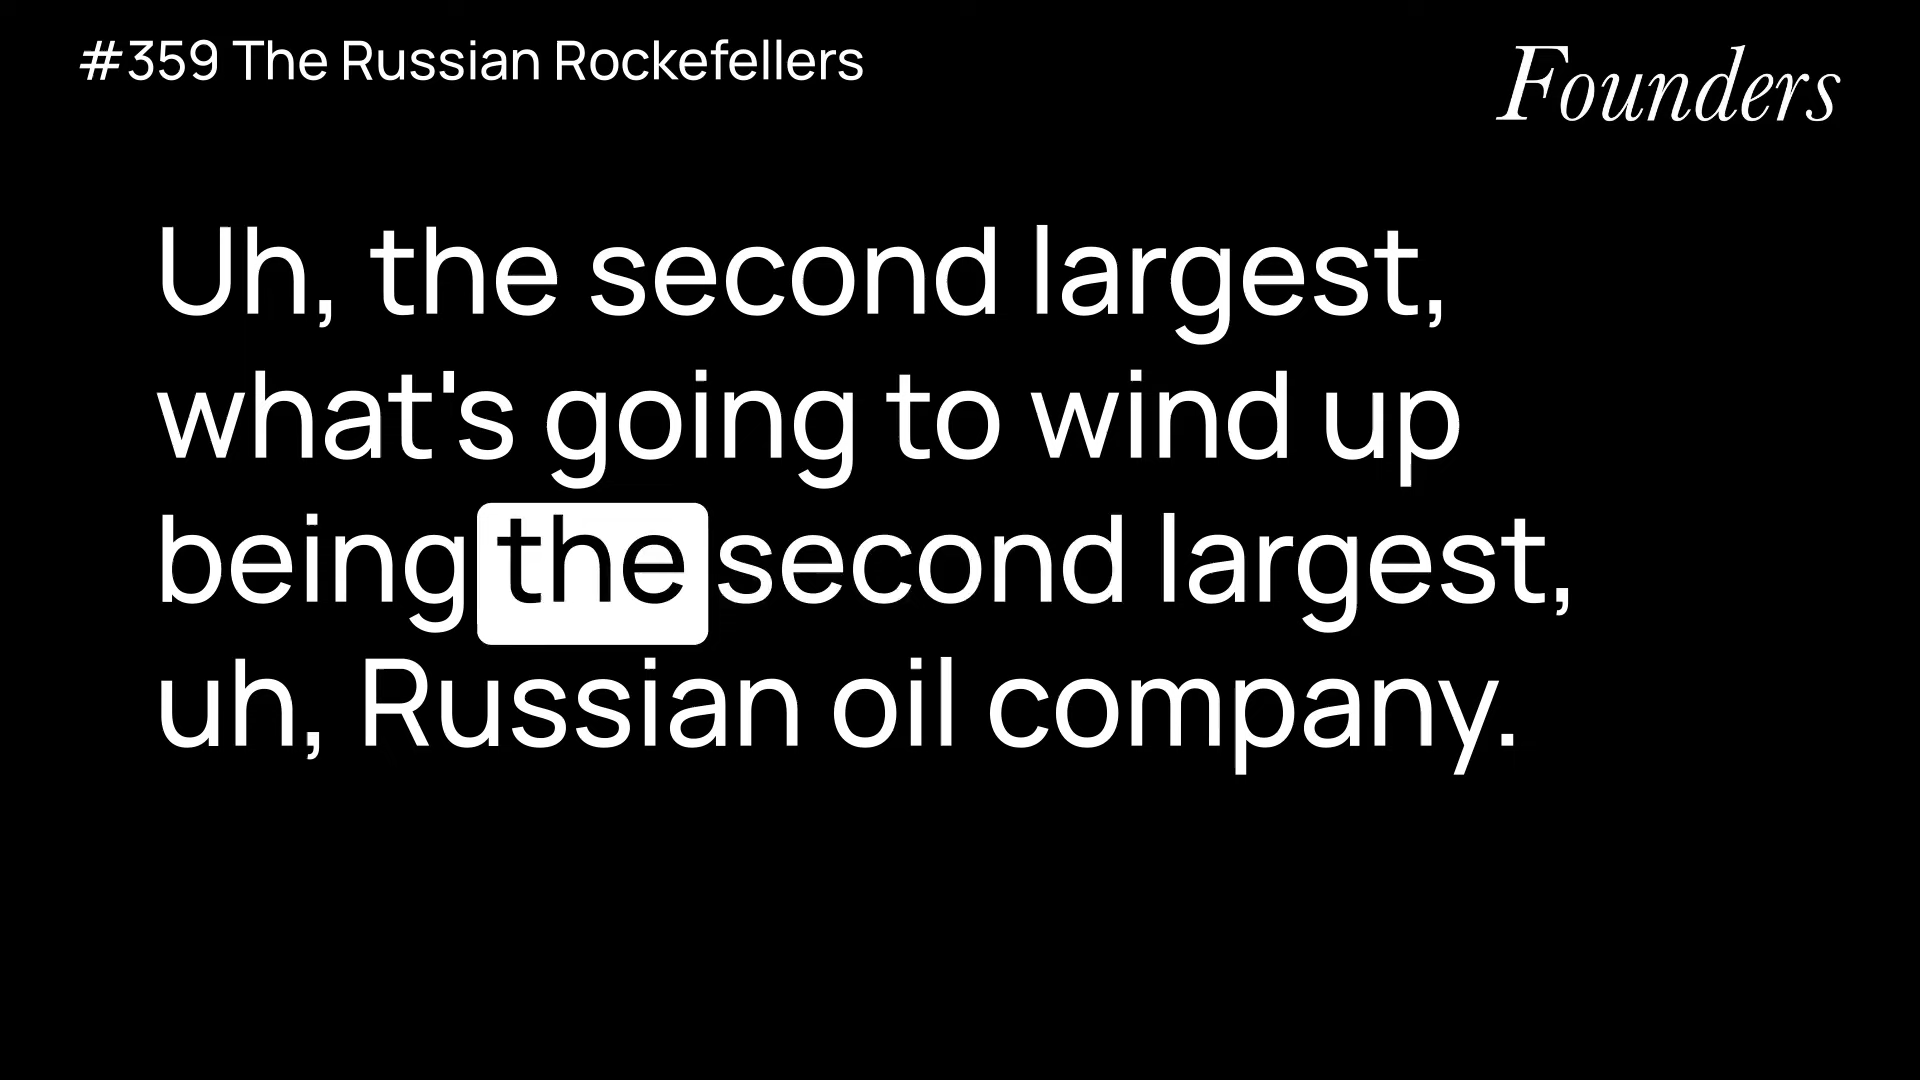 #359 The Russian Rockefellers
Founders
Uh, the second largest,
what's going to wind up
being the second largest,
uh, Russian oil company.